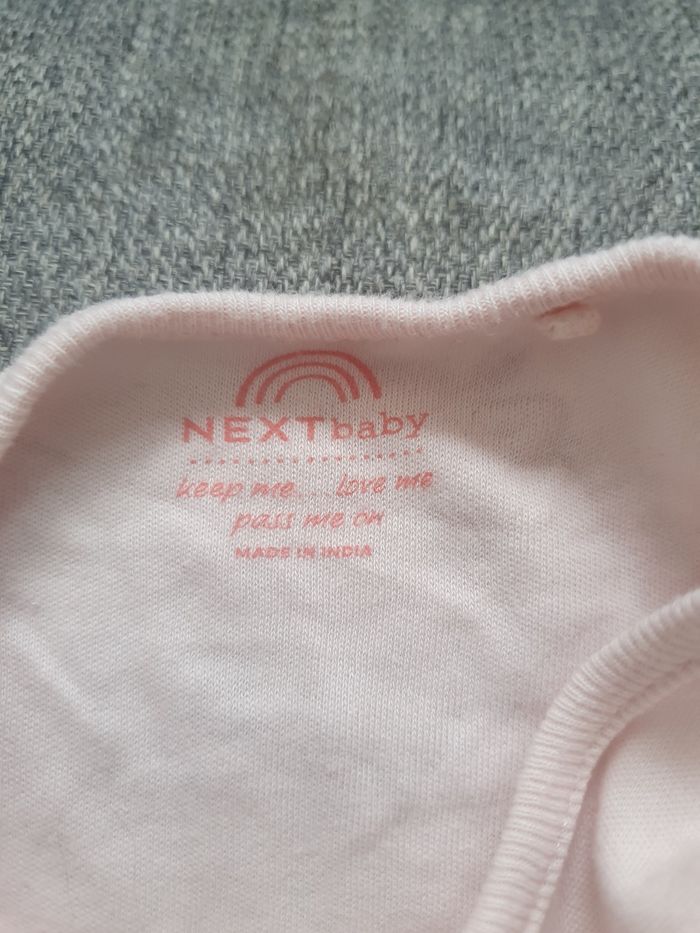 NEXTbaby
keep me... love me
pass me on
MADE IN INDIA